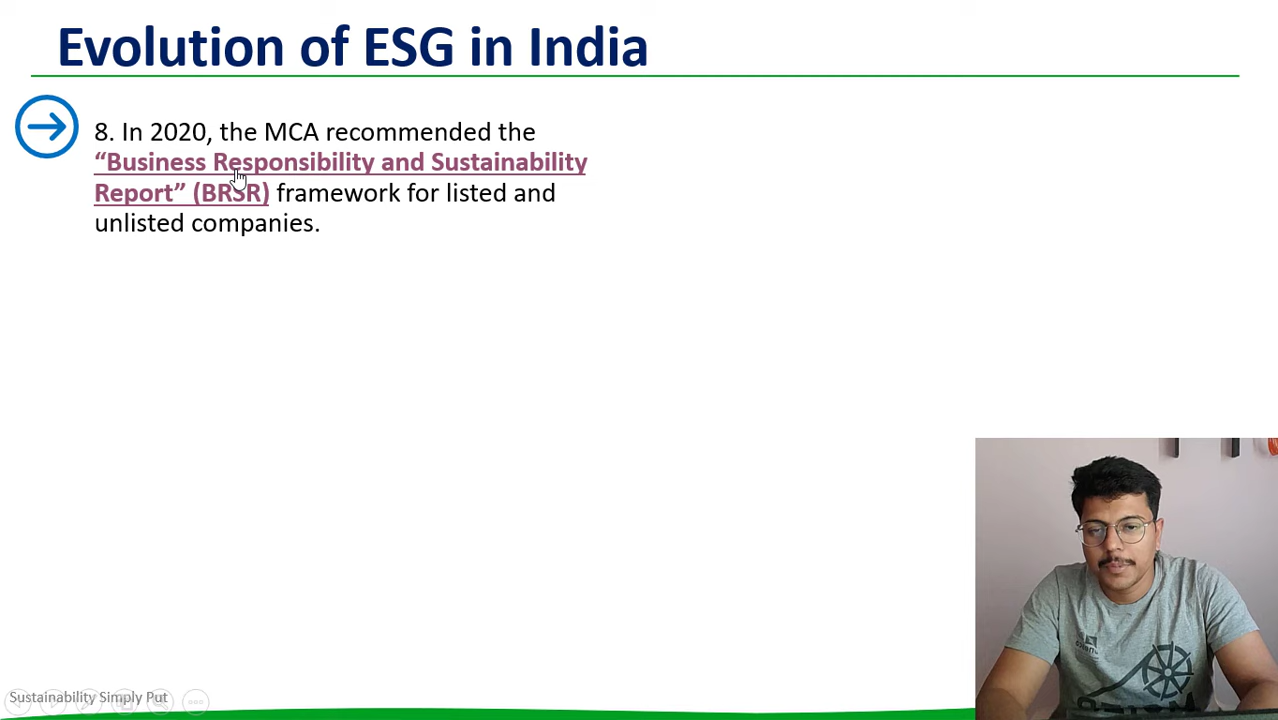 Evolution of ESG in India
8. In 2020, the MCA recommended the
“Business Responsibility and Sustainability
Report” (BRSR) framework for listed and
unlisted companies.
Sustainability Simply Put